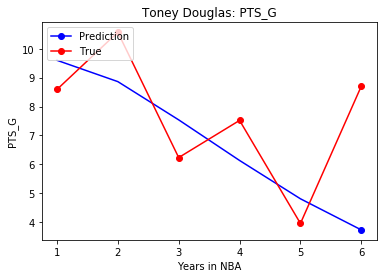 Toney Douglas: PTS_G
Prediction
True
PTS_G
10
9
8
7
6
5
4
1 2 3 4 5 6
Years in NBA